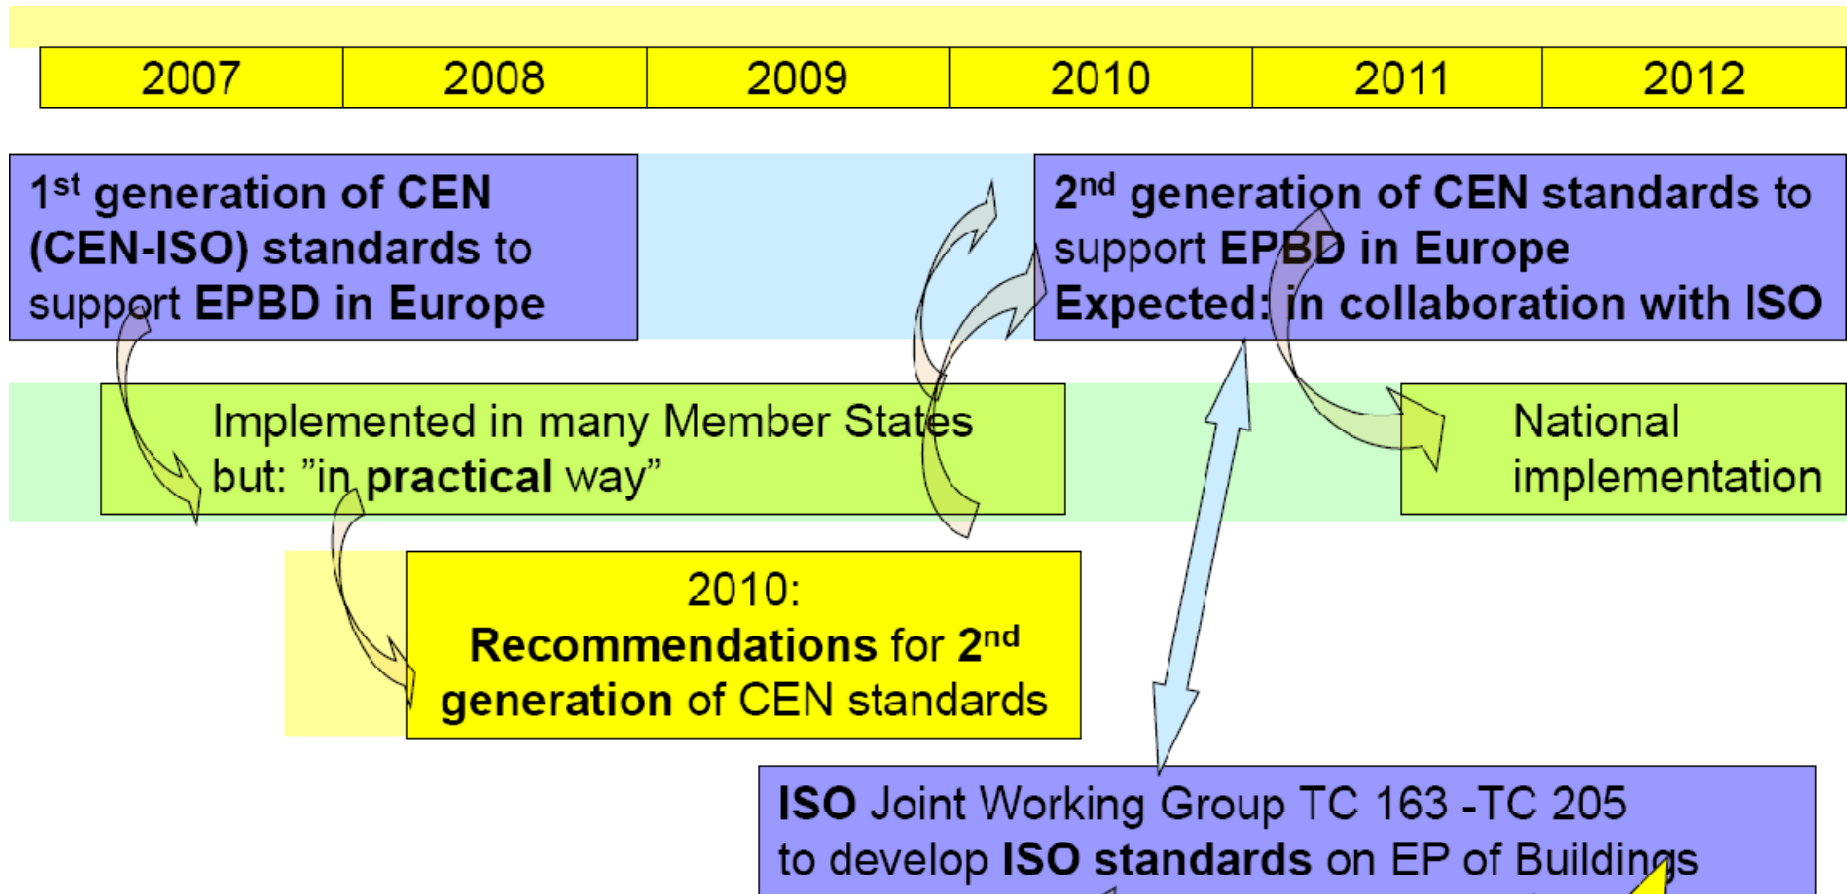 2007 2008 2009 2010 2011 2012
1st generation of CEN
(CEN-ISO) standards to
support EPBD in Europe
2nd generation of CEN standards to
support EPBD in Europe
Expected: in collaboration with ISO
Implemented in many Member States
but: ”in practical way”
National
implementation
2010:
Recommendations for 2nd
generation of CEN standards
ISO Joint Working Group TC 163 -TC 205
to develop ISO standards on EP of Buildings